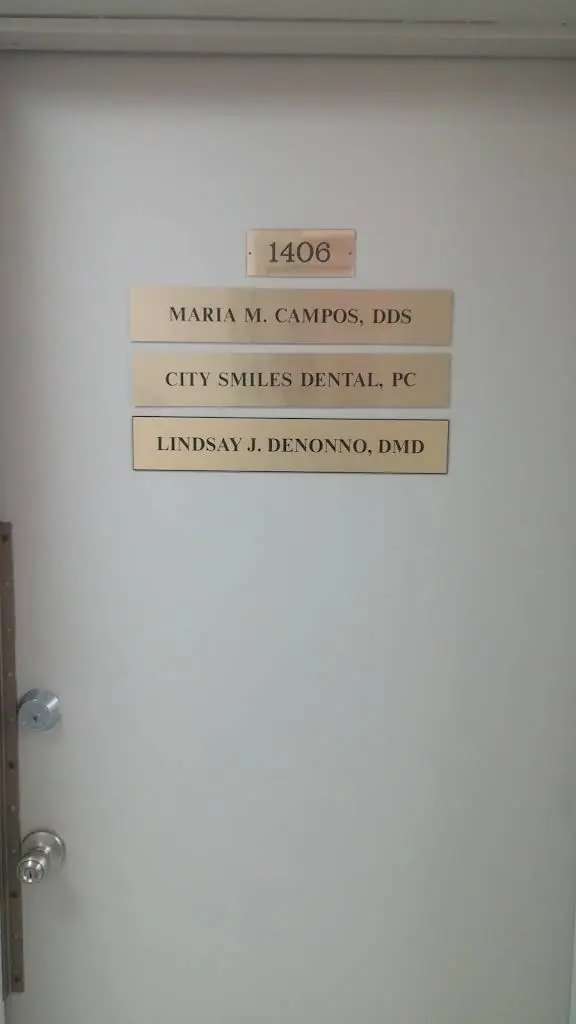 1406
MARIA M. CAMPOS, DDS
CITY SMILES DENTAL, PC
LINDSAY J. DENONNO, DMD